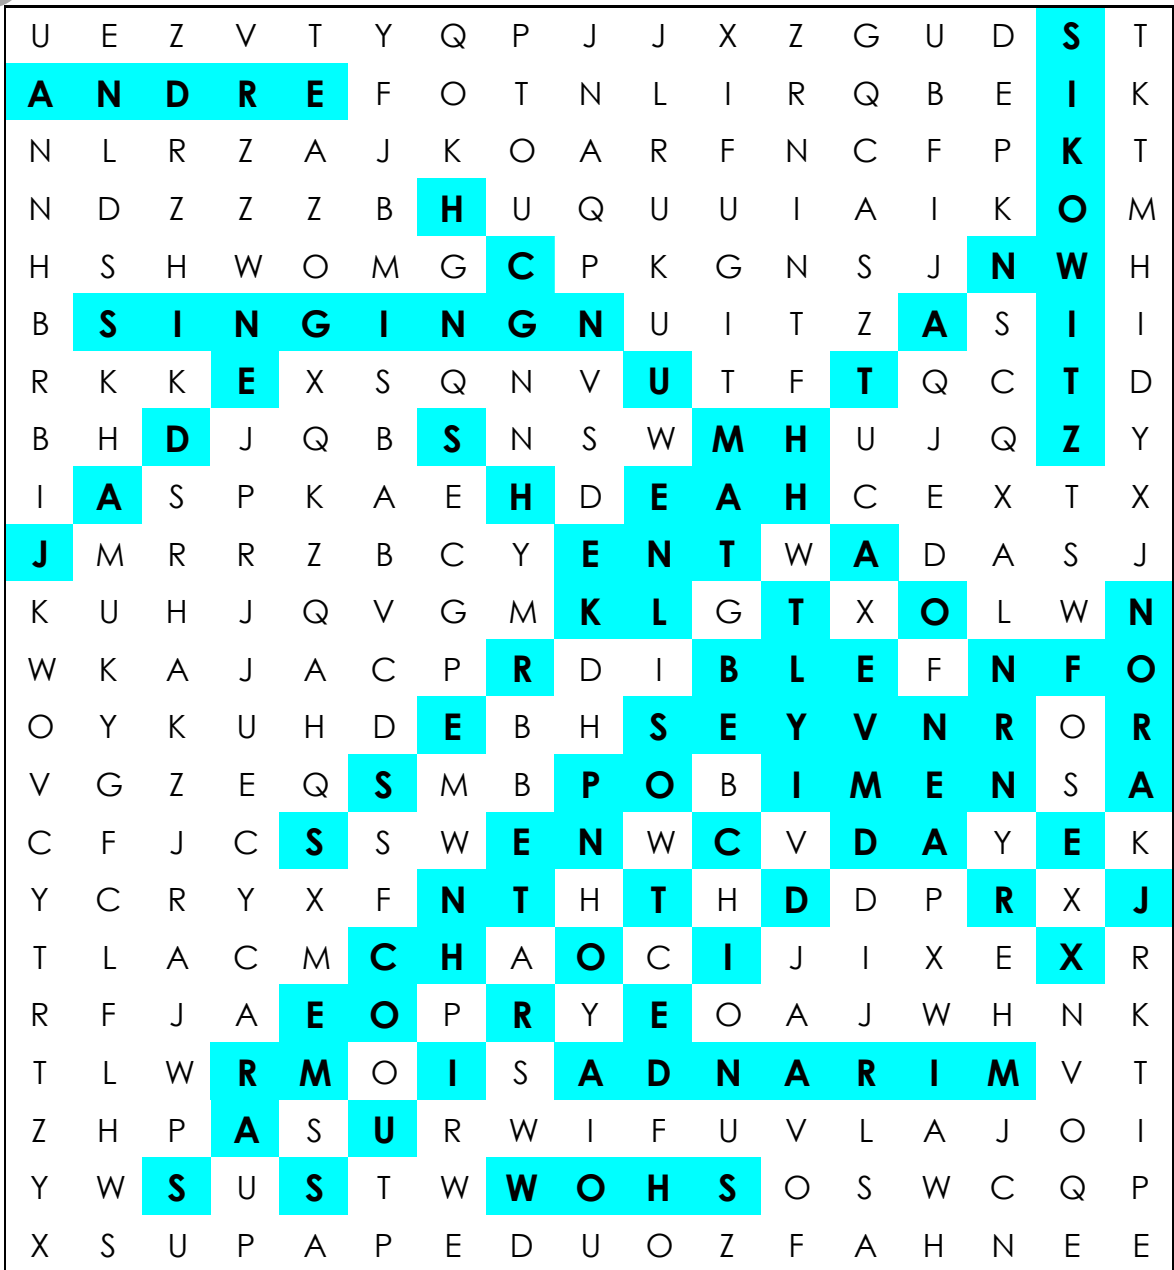 U E Z V T Y Q P J J X Z G U D S T
A N D R E F O T N L I R Q B E I K
N L R Z A J K O A R F N C F P K T
N D Z Z Z B H U Q U U I A I K O M
H S H W O M G C P K G N S J N W H
B S I N G I N G N U I T Z A S I I
R K K E X S Q N V U T F T Q C T D
B H D J Q B S N S W M H U J Q Z Y
I A S P K A E H D E A H C E X T X
J M R R Z B C Y E N T W A D A S J
K U H J Q V G M K L G T X O L W N
W K A J A C P R D I B L E F N F O
O Y K U H D E B H S E Y V N R O R
V G Z E Q S M B P O B I M E N S A
C F J C S S W E N W C V D A Y E K
Y C R Y X F N T H T H D D P R X J
T L A C M C H A O C I J I X E X R
R F J A E O P R Y E O A J W H N K
T L W R M O I S A D N A R I M V T
Z H P A S U R W I F U V L A J O I
Y W S U S T W W O H S O S W C Q P
X S U P A P E D U O Z F A H N E E